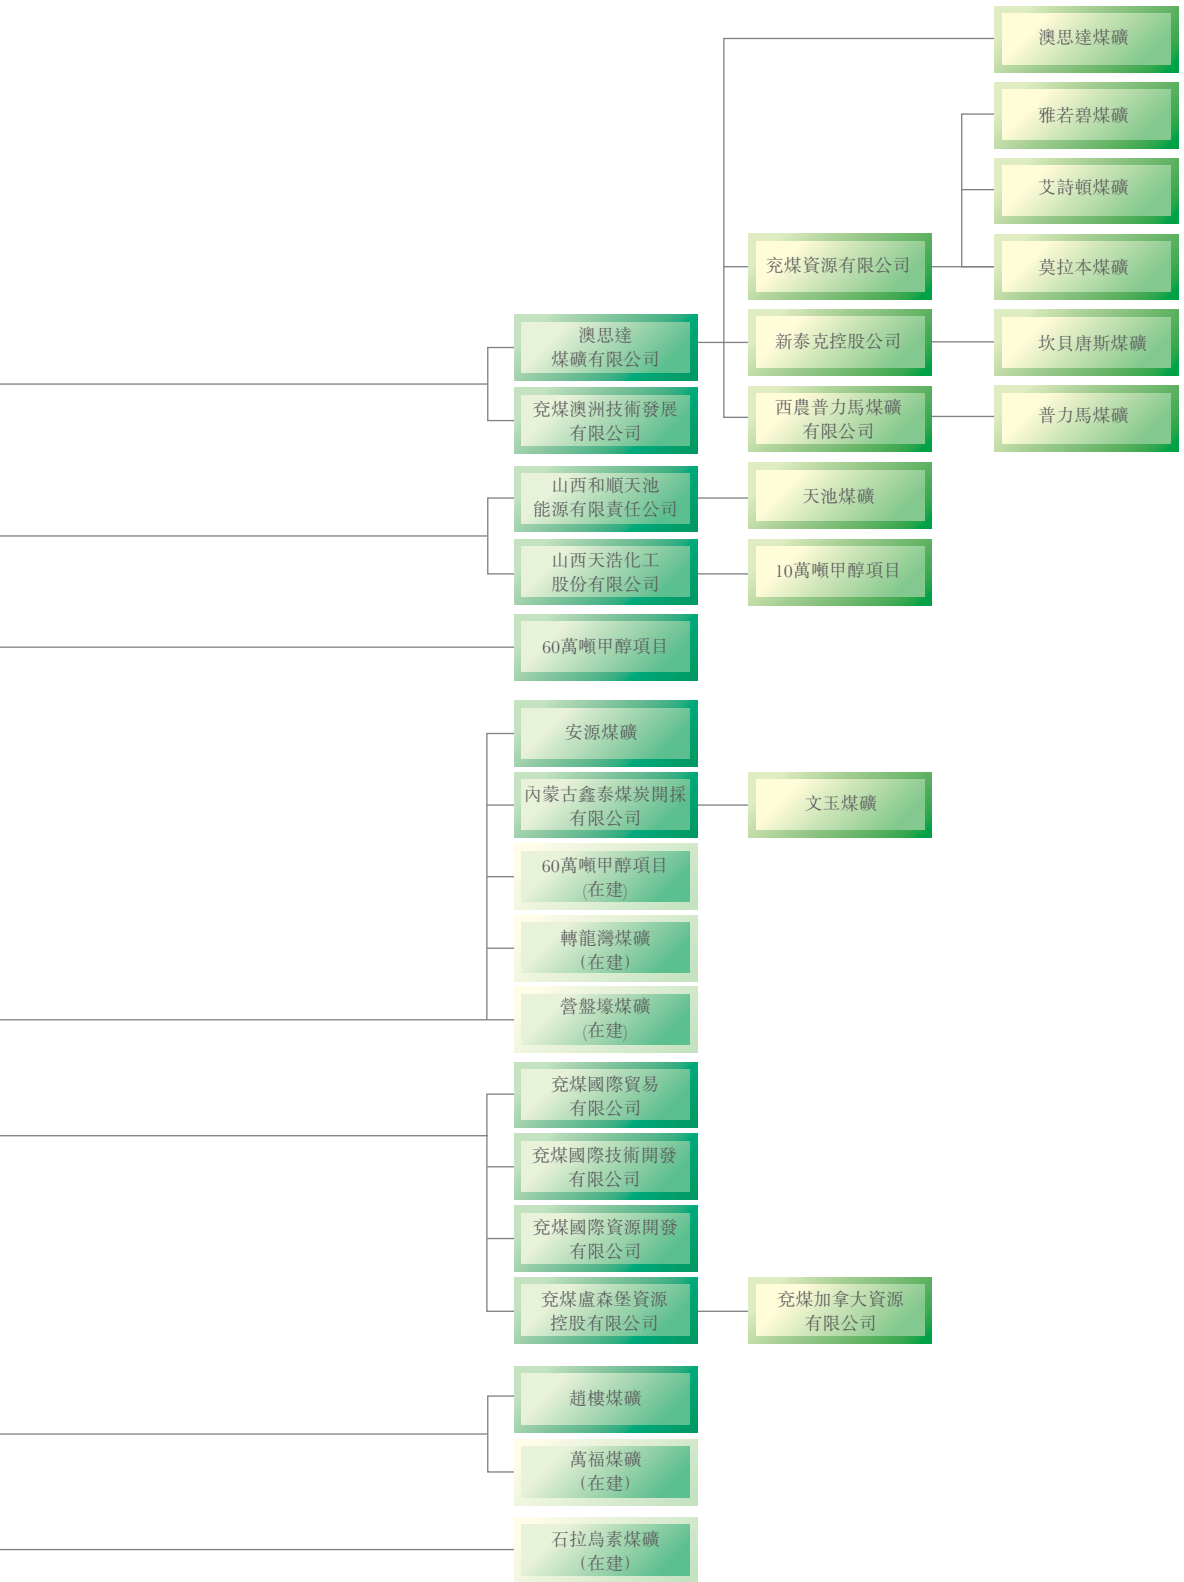 澳思達煤礦
雅若碧煤礦
艾詩頓煤礦
兗煤資源有限公司
莫拉本煤礦
澳思達
煤礦有限公司
新泰克控股公司
坎貝唐斯煤礦
兗煤澳洲技術發展
有限公司
西農普力馬煤礦
有限公司
普力馬煤礦
山西和順天池
能源有限責任公司
天池煤礦
山西天浩化工
股份有限公司
10萬噸甲醇項目
60萬噸甲醇項目
安源煤礦
內蒙古鑫泰煤炭開採
有限公司
文玉煤礦
60萬噸甲醇項目
(在建)
轉龍灣煤礦
（在建）
營盤壕煤礦
(在建)
兗煤國際貿易
有限公司
兗煤國際技術開發
有限公司
兗煤國際資源開發
有限公司
兗煤盧森堡資源
控股有限公司
兗煤加拿大資源
有限公司
趙樓煤礦
萬福煤礦
（在建）
石拉烏素煤礦
（在建）